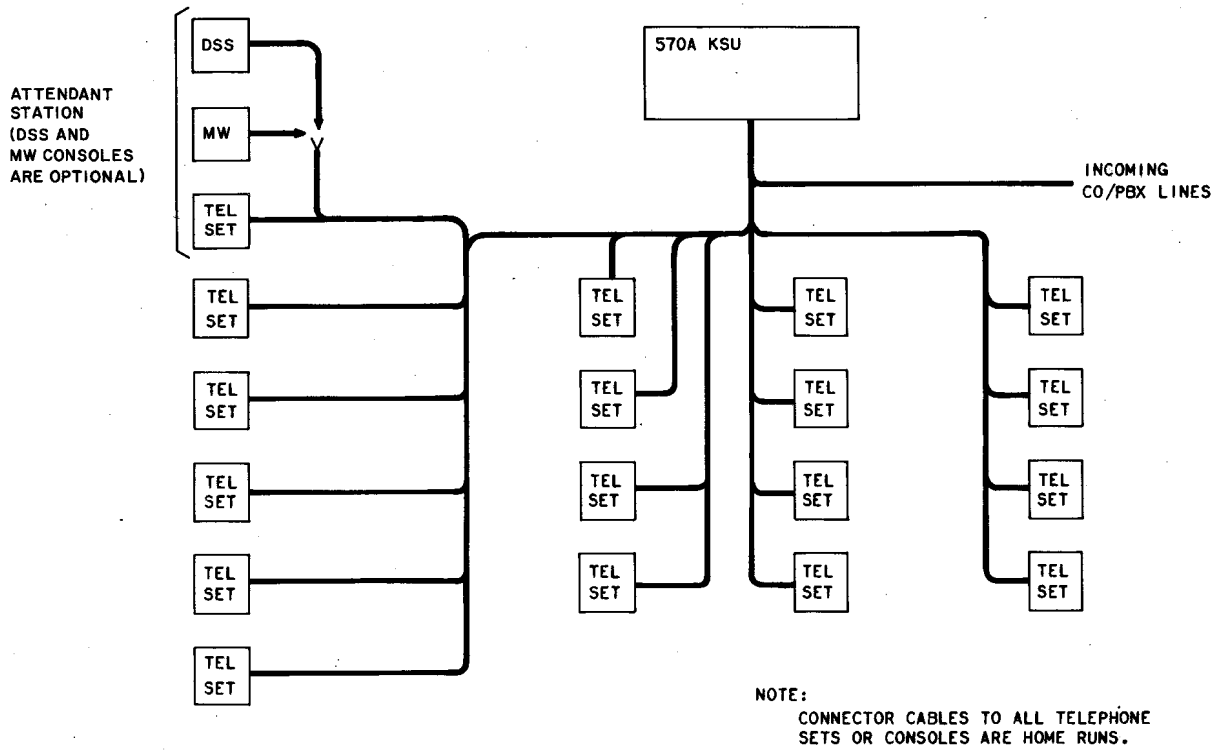 DSS
570A KSU
ATTENDANT
STATION
(DSS AND
MW CONSOLES
ARE OPTIONAL)
MW
INCOMING
CO/PBX LINES
TEL
SET
TEL
SET
TEL
SET
TEL
SET
TEL
SET
TEL
SET
TEL
SET
TEL
SET
TEL
SET
TEL
SET
TEL
SET
TEL
SET
TEL
SET
TEL
SET
TEL
SET
TEL
SET
TEL
SET
TEL
SET
NOTE:
CONNECTOR CABLES TO ALL TELEPHONE
SETS OR CONSOLES ARE HOME RUNS.